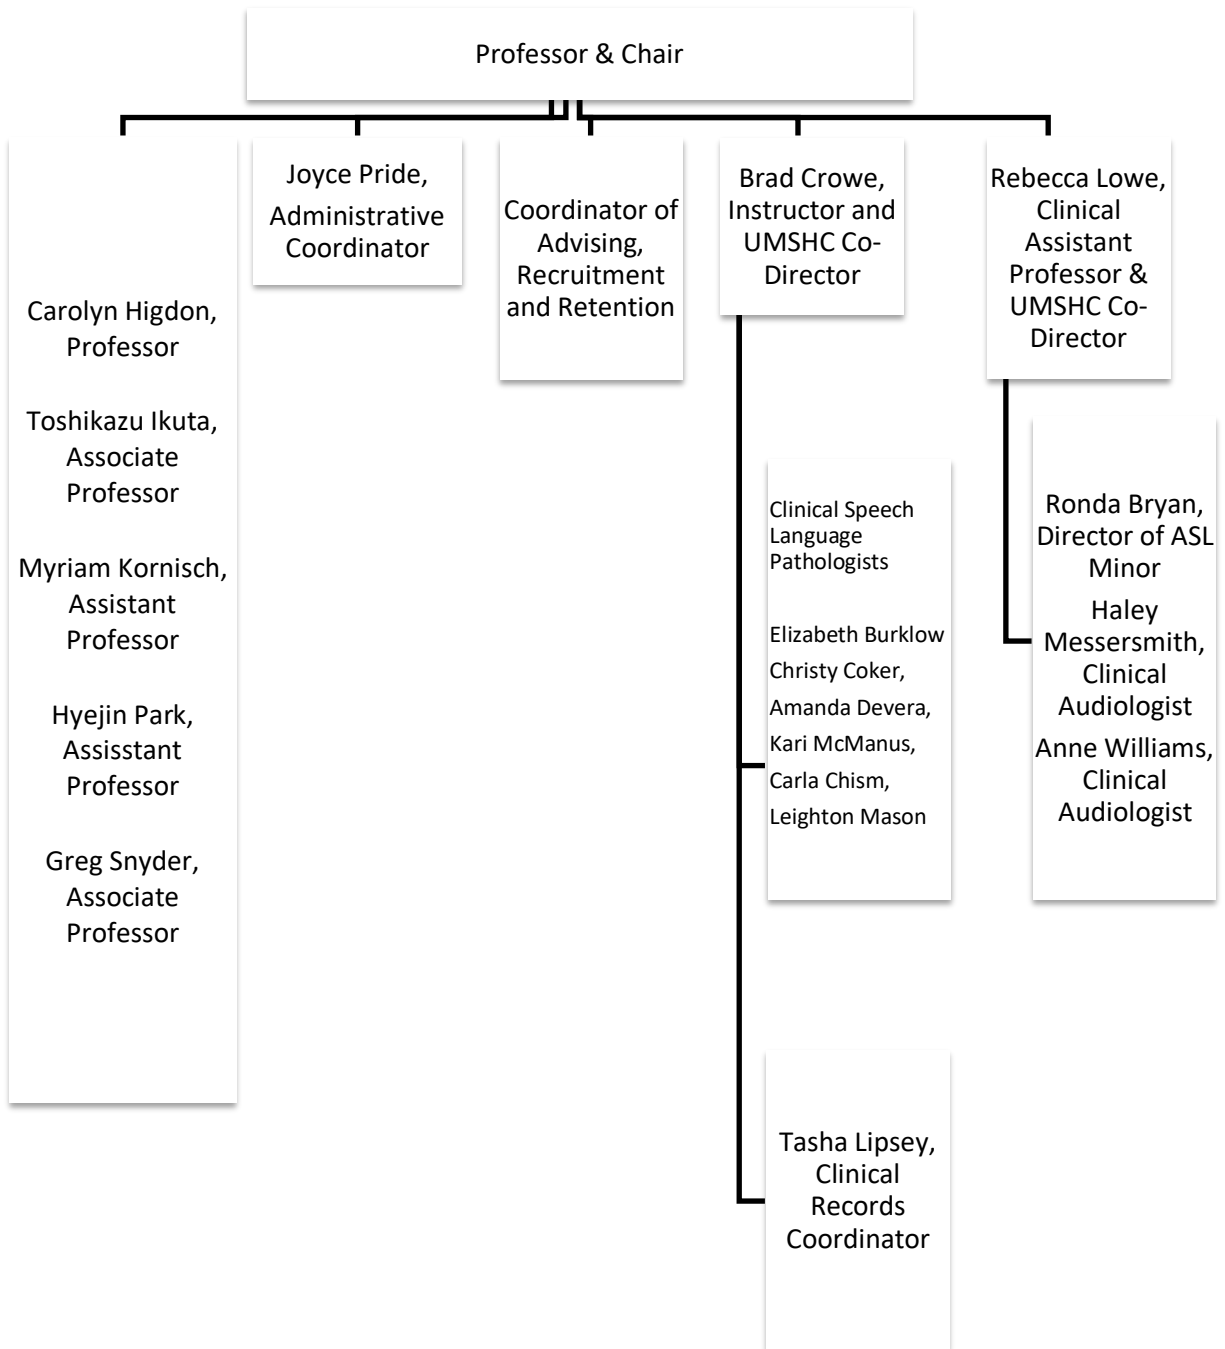 Professor & Chair
Carolyn Higdon,
Professor
Toshikazu Ikuta,
Associate
Professor
Myriam Kornisch,
Assistant
Professor
Hyejin Park,
Assisstant
Professor
Greg Snyder,
Associate
Professor
Joyce Pride,
Administrative
Coordinator
Coordinator of
Advising,
Recruitment
and Retention
Brad Crowe,
Instructor and
UMSHC Co-
Director
Clinical Speech
Language
Pathologists
Elizabeth Burklow
Christy Coker,
Amanda Devera,
Kari McManus,
Carla Chism,
Leighton Mason
Tasha Lipsey,
Clinical
Records
Coordinator
Rebecca Lowe,
Clinical
Assistant
Professor &
UMSHC Co-
Director
Ronda Bryan,
Director of ASL
Minor
Haley
Messersmith,
Clinical
Audiologist
Anne Williams,
Clinical
Audiologist